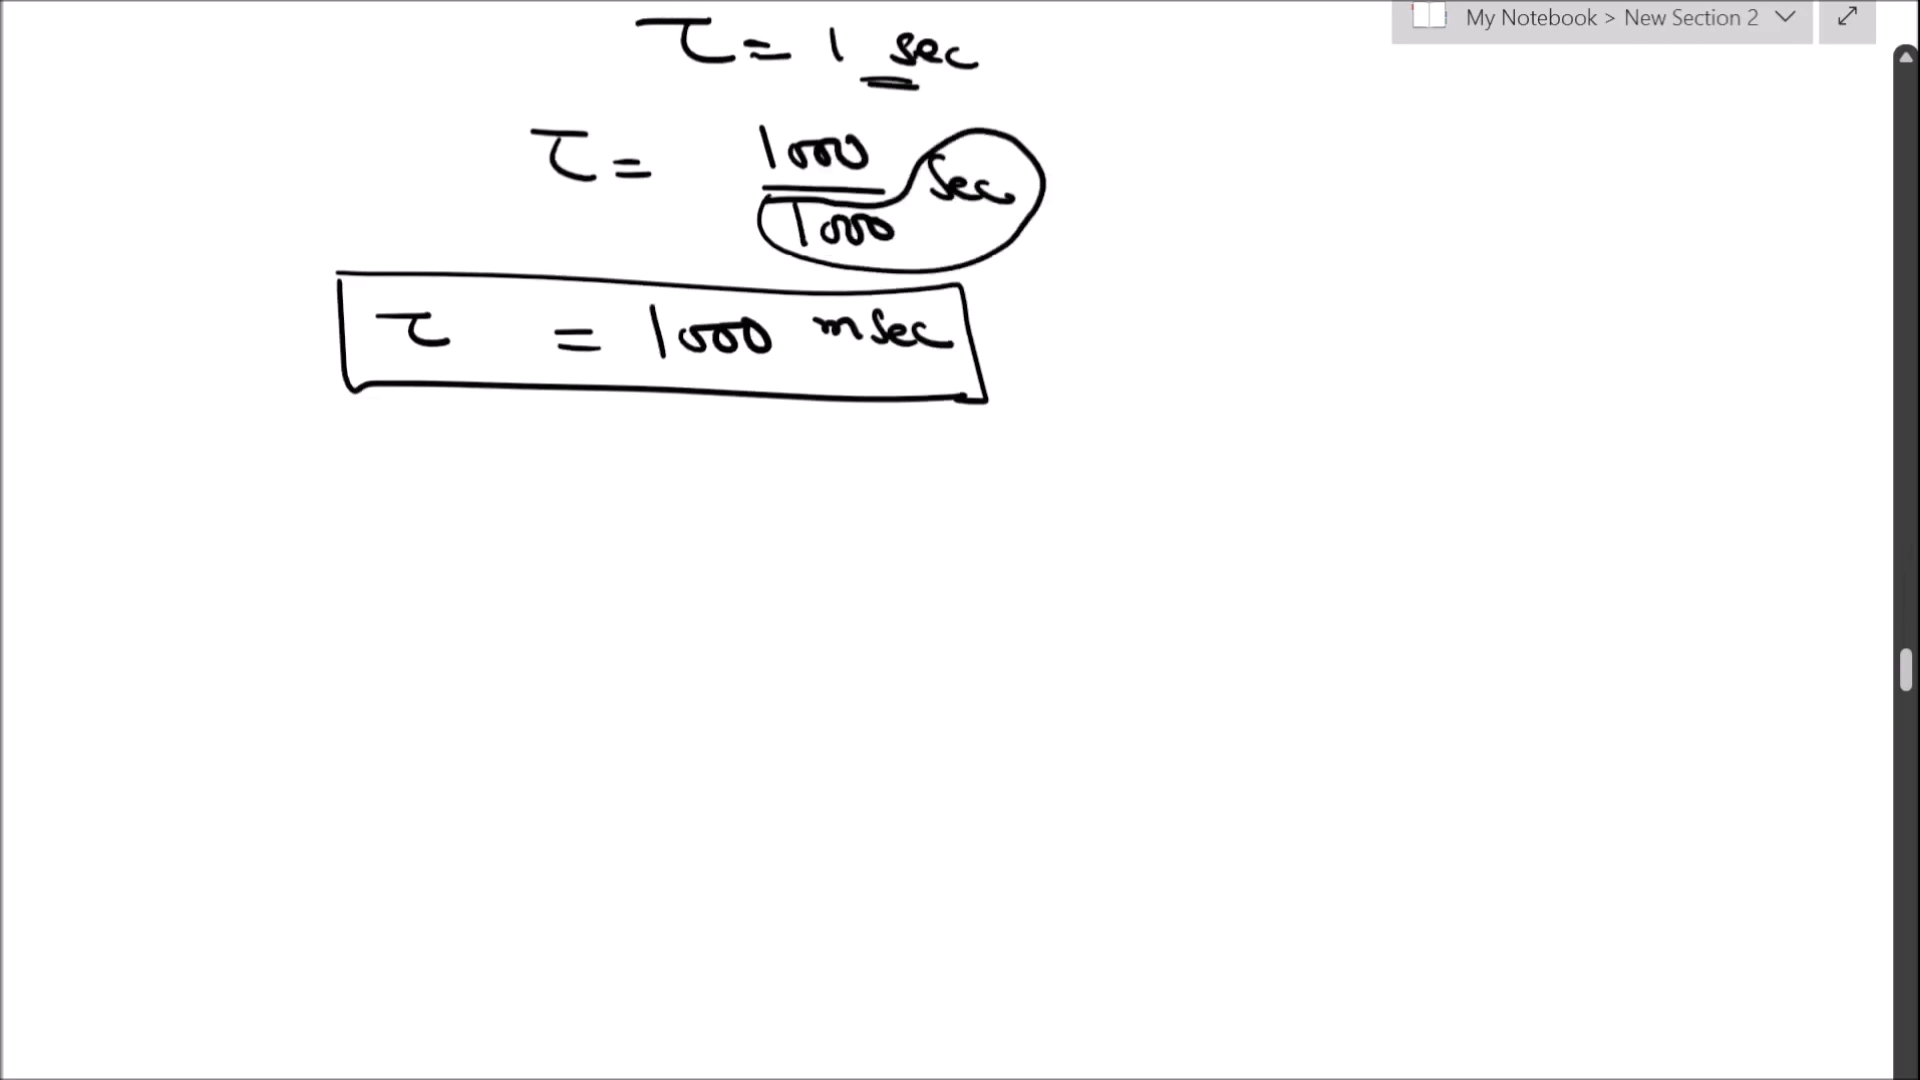 My Notebook > New Section 2
τ = 1 sec
τ = 1000/1000 sec
τ = 1000 msec